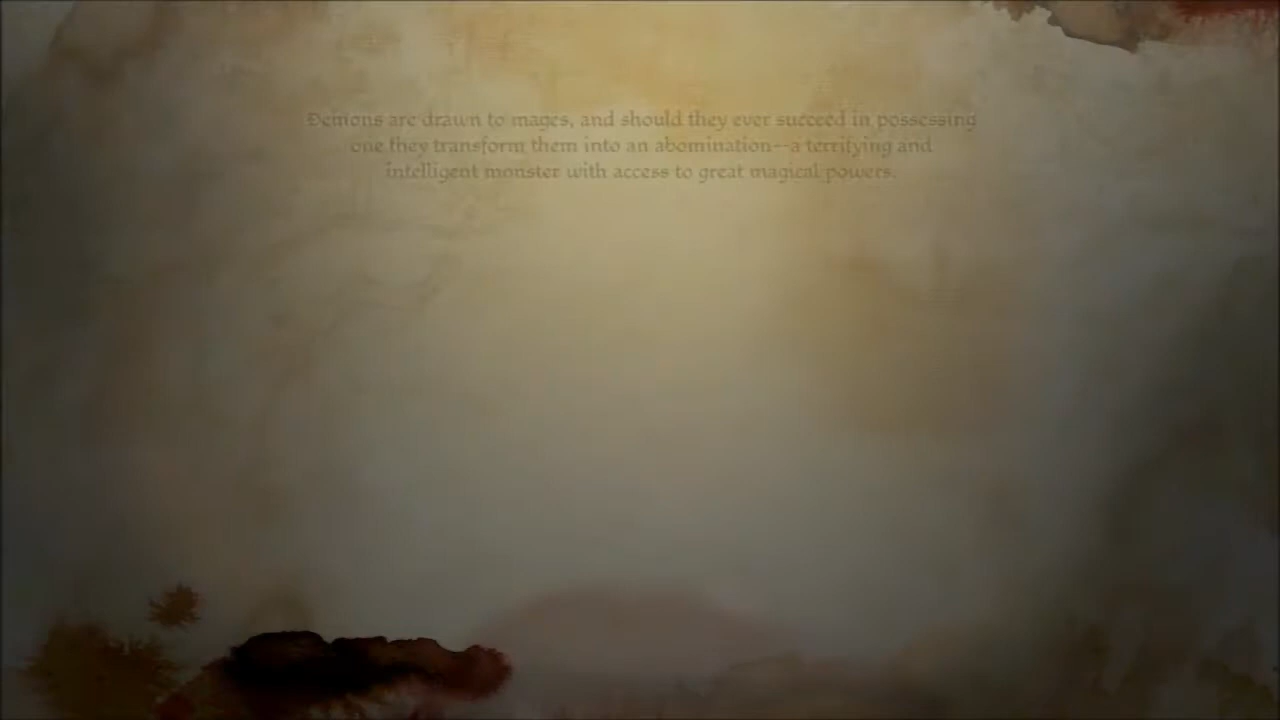 Demons are drawn to mages, and should they ever succeed in possessing
one they transform them into an abomination--a terrifying and
intelligent monster with access to great magical powers.